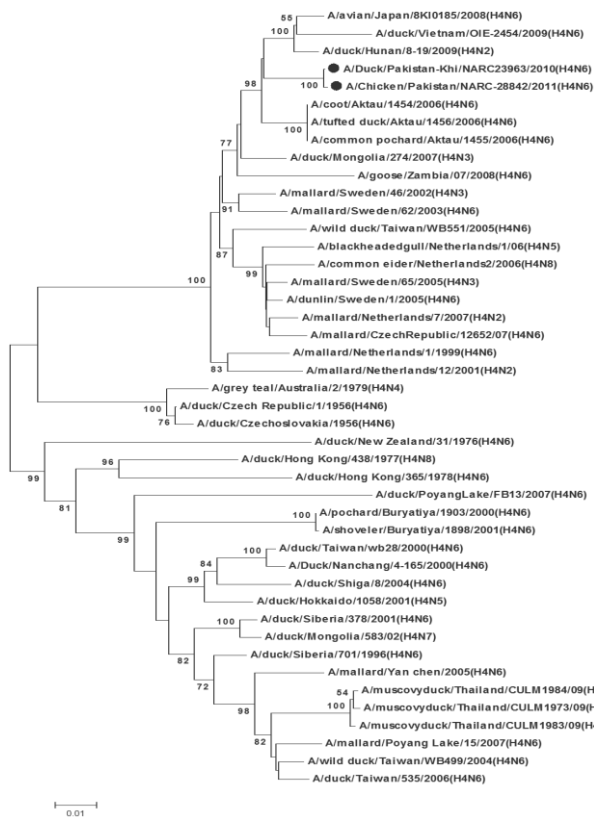 55
A/avian/Japan/8KI0185/2008(H4N6)
A/duck/Vietnam/OIE-2454/2009(H4N6)
100
A/duck/Hunan/8-19/2009(H4N2)
A/Duck/Pakistan-Khi/NARC23963/2010(H4N6)
98
100
A/Chicken/Pakistan/NARC-28842/2011(H4N6)
A/coot/Aktau/1454/2006(H4N6)
A/tufted duck/Aktau/1456/2006(H4N6)
100
A/common pochard/Aktau/1455/2006(H4N6)
77
A/duck/Mongolia/274/2007(H4N3)
A/goose/Zambia/07/2008(H4N6)
A/mallard/Sweden/46/2002(H4N3)
91
A/mallard/Sweden/62/2003(H4N6)
A/wild duck/Taiwan/WB551/2005(H4N6)
87
A/blackheadedgull/Netherlands/1/06(H4N5)
A/common eider/Netherlands2/2006(H4N8)
99
100
A/mallard/Sweden/65/2005(H4N3)
A/dunlin/Sweden/1/2005(H4N6)
A/mallard/Netherlands/7/2007(H4N2)
A/mallard/CzechRepublic/12652/07(H4N6)
A/mallard/Netherlands/1/1999(H4N6)
83
A/mallard/Netherlands/12/2001(H4N2)
A/grey teal/Australia/2/1979(H4N4)
100
A/duck/Czech Republic/1/1956(H4N6)
76
A/duck/Czechoslovakia/1956(H4N6)
A/duck/New Zealand/31/1976(H4N6)
99
96
A/duck/Hong Kong/438/1977(H4N8)
A/duck/Hong Kong/365/1978(H4N6)
81
A/duck/PoyangLake/FB13/2007(H4N6)
A/pochard/Buryatiya/1903/2000(H4N6)
100
A/shoveler/Buryatiya/1898/2001(H4N6)
99
100
A/duck/Taiwan/wb28/2000(H4N6)
84
A/Duck/Nanchang/4-165/2000(H4N6)
A/duck/Shiga/8/2004(H4N6)
99
A/duck/Hokkaido/1058/2001(H4N5)
A/duck/Siberia/378/2001(H4N6)
100
A/duck/Mongolia/583/02(H4N7)
82
A/duck/Siberia/701/1996(H4N6)
A/mallard/Yan chen/2005(H4N6)
72
54
A/muscovyduck/Thailand/CULM1984/09(H
100
A/muscovyduck/Thailand/CULM1973/09(H
98
A/muscovyduck/Thailand/CULM1983/09(H
82
A/mallard/Poyang Lake/15/2007(H4N6)
A/wild duck/Taiwan/WB499/2004(H4N6)
A/duck/Taiwan/535/2006(H4N6)
0.01